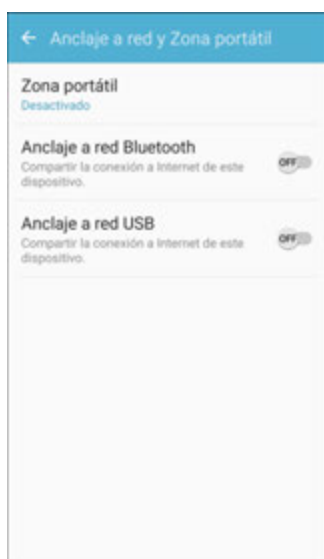 Anclaje a red y Zona portátil
Zona portátil
Desactivado
Anclaje a red Bluetooth
Compartir la conexión a Internet de este
dispositivo.
OFF
Anclaje a red USB
Compartir la conexión a Internet de este
dispositivo.
OFF